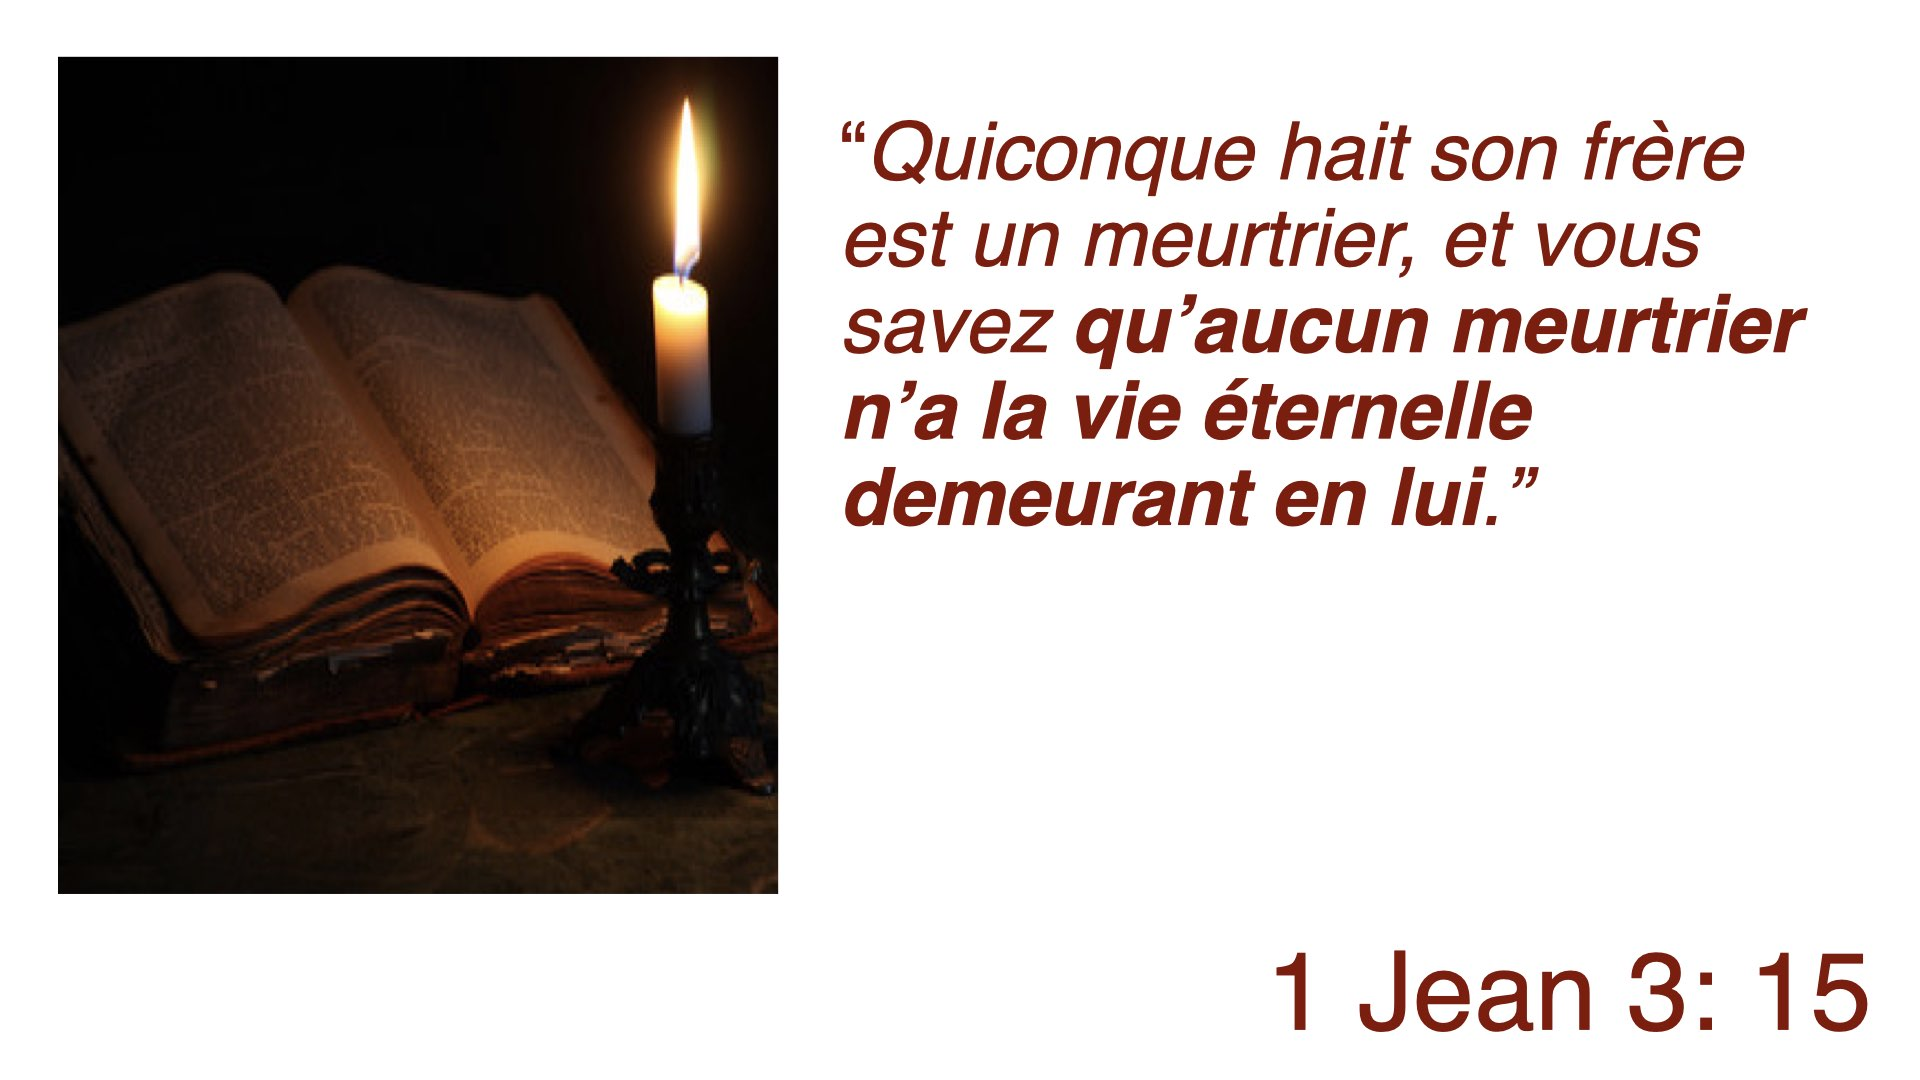 “Quiconque hait son frère
est un meurtrier, et vous
savez qu’aucun meurtrier
n’a la vie éternelle
demeurant en lui.”
1 Jean 3: 15